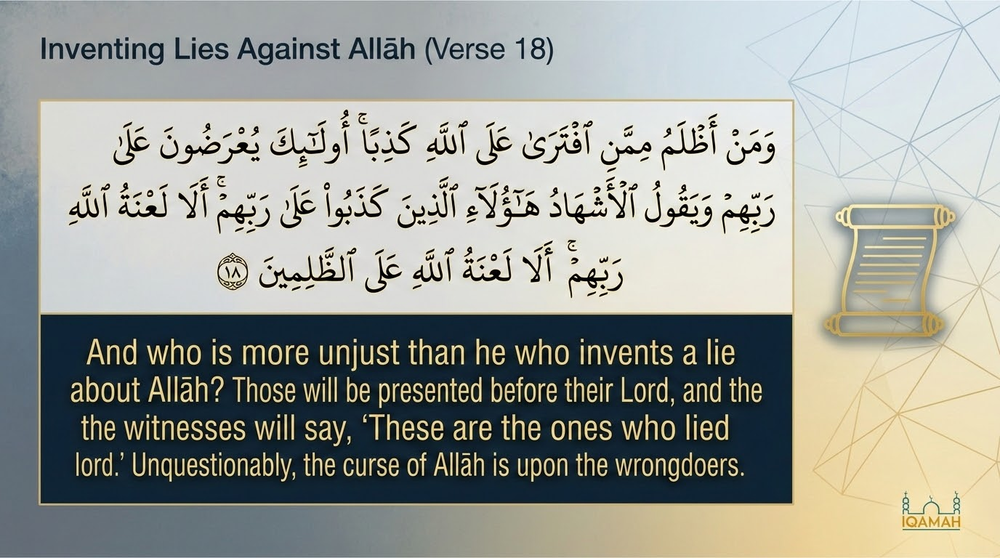 Inventing Lies Against Allāh (Verse 18)
وَمَنْ أَظْلَمُ مِمَّنِ ٱفْتَرَىٰ عَلَى ٱللَّهِ كَذِبًاۚ أُولَـٰٓئِكَ يُعْرَضُونَ عَلَىٰ
رَبِّهِمْ وَيَقُولُ ٱلْأَشْهَادُ هَـٰٓؤُلَآءِ ٱلَّذِينَ كَذَبُوا۟ عَلَىٰ رَبِّهِمْۚ أَلَا لَعْنَةُ ٱللَّهِ
رَبِّهِمْۚ أَلَا لَعْنَةُ ٱللَّهِ عَلَى ٱلظَّلِمِينَ ۝١٨
And who is more unjust than he who invents a lie
about Allāh? Those will be presented before their Lord, and the
the witnesses will say, ‘These are the ones who lied
lord.’ Unquestionably, the curse of Allāh is upon the wrongdoers.
IQAMAH